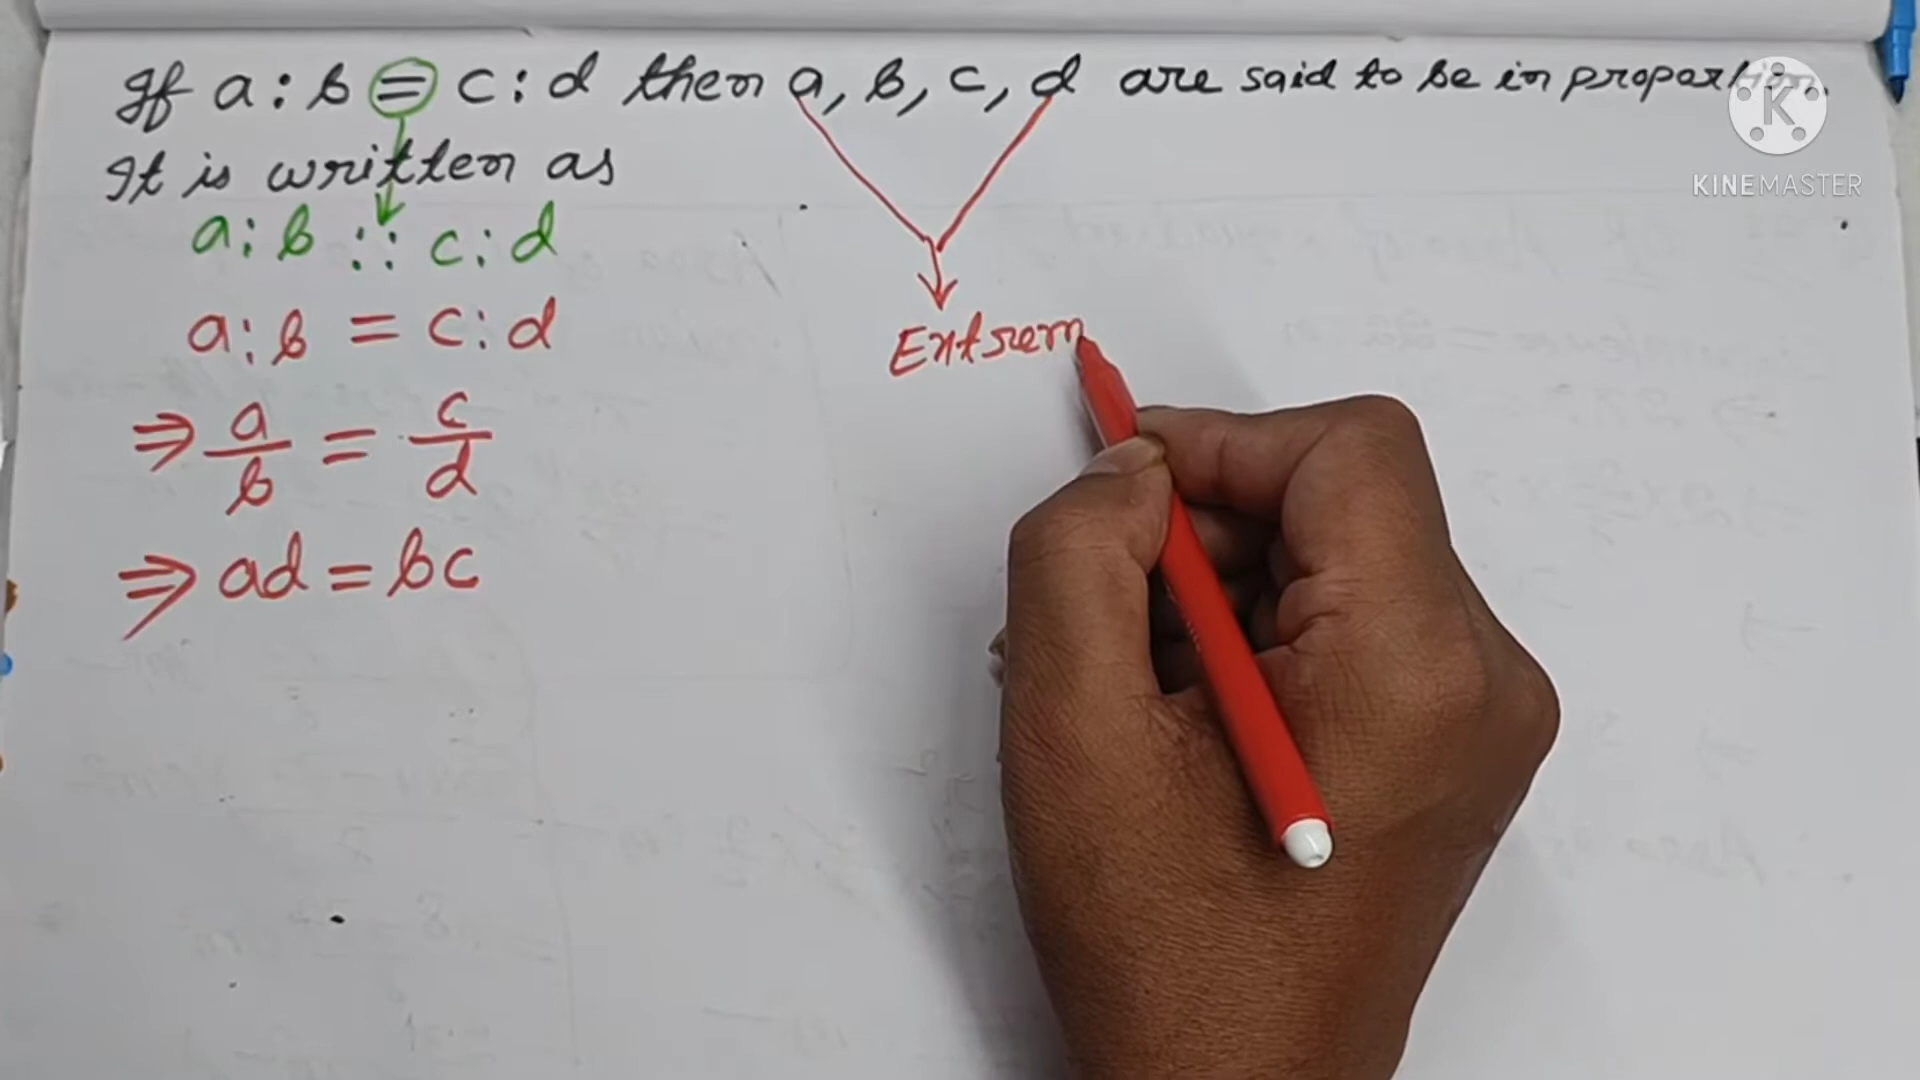 If a : b = c : d then a, b, c, d are said to be in proportion.
It is written as
a : b :: c : d
a : b = c : d
⇒ a/b = c/d
⇒ ad = bc
Extrem
KINEMASTER